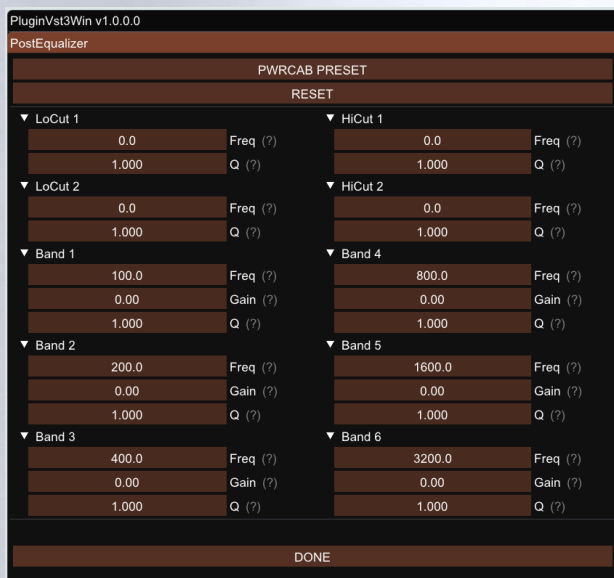 PluginVst3Win v1.0.0.0
PostEqualizer
PWRCAB PRESET
RESET
LoCut 1
0.0 Freq (?)
1.000 Q (?)
LoCut 2
0.0 Freq (?)
1.000 Q (?)
Band 1
100.0 Freq (?)
0.00 Gain (?)
1.000 Q (?)
Band 2
200.0 Freq (?)
0.00 Gain (?)
1.000 Q (?)
Band 3
400.0 Freq (?)
0.00 Gain (?)
1.000 Q (?)
HiCut 1
0.0 Freq (?)
1.000 Q (?)
HiCut 2
0.0 Freq (?)
1.000 Q (?)
Band 4
800.0 Freq (?)
0.00 Gain (?)
1.000 Q (?)
Band 5
1600.0 Freq (?)
0.00 Gain (?)
1.000 Q (?)
Band 6
3200.0 Freq (?)
0.00 Gain (?)
1.000 Q (?)
DONE